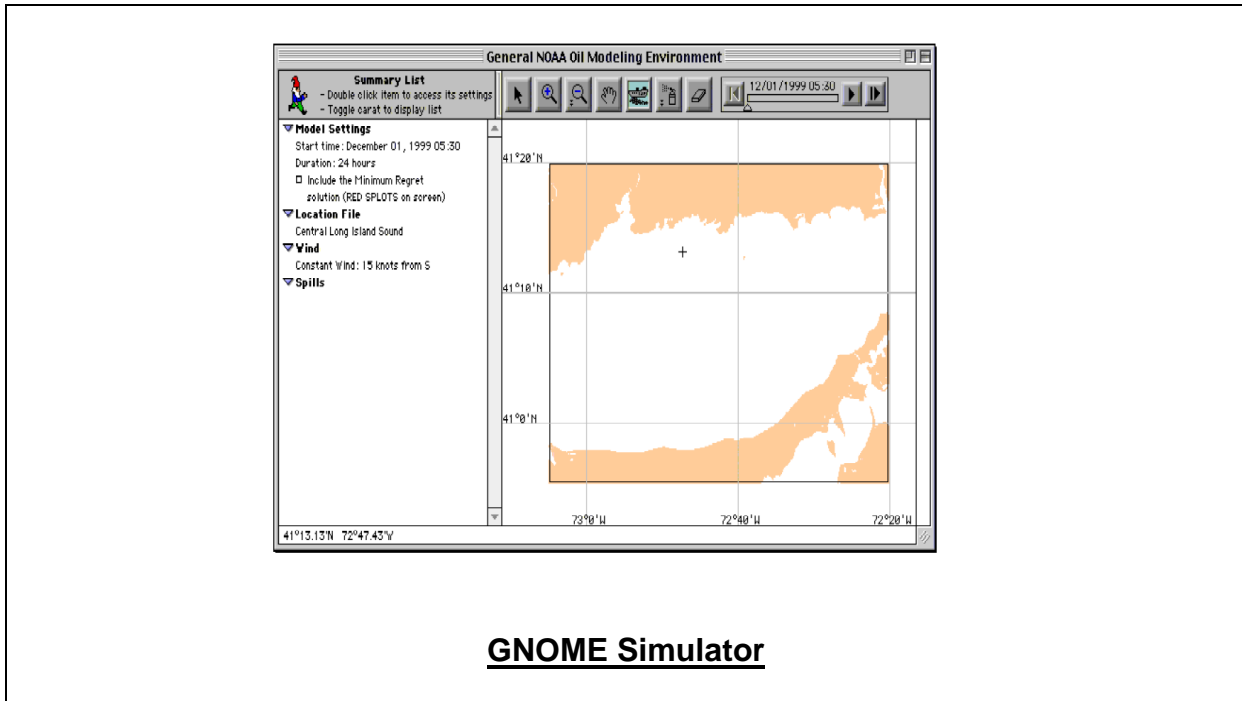 General NOAA Oil Modeling Environment
Summary List
- Double click item to access its settings
- Toggle carat to display list
12/01/1999 05:30
Model Settings
Start time: December 01, 1999 05:30
Duration: 24 hours
Include the Minimum Regret
solution (RED SPLOTS on screen)
Location File
Central Long Island Sound
Wind
Constant Wind: 15 knots from S
Spills
41°20'N
41°10'N
41°0'N
73°0'W
72°40'W
72°20'W
41°13.13'N 72°47.43'W
GNOME Simulator